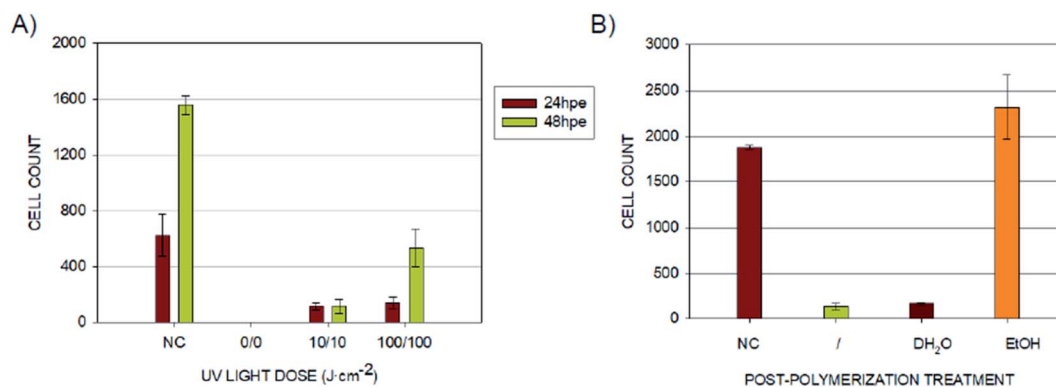 A)
2000
1600
1200
800
400
0
CELL COUNT
NC 0/0 10/10 100/100
UV LIGHT DOSE (J·cm⁻²)
24hpe
48hpe
B)
3000
2500
2000
1500
1000
500
0
CELL COUNT
NC / DH₂O EtOH
POST-POLYMERIZATION TREATMENT